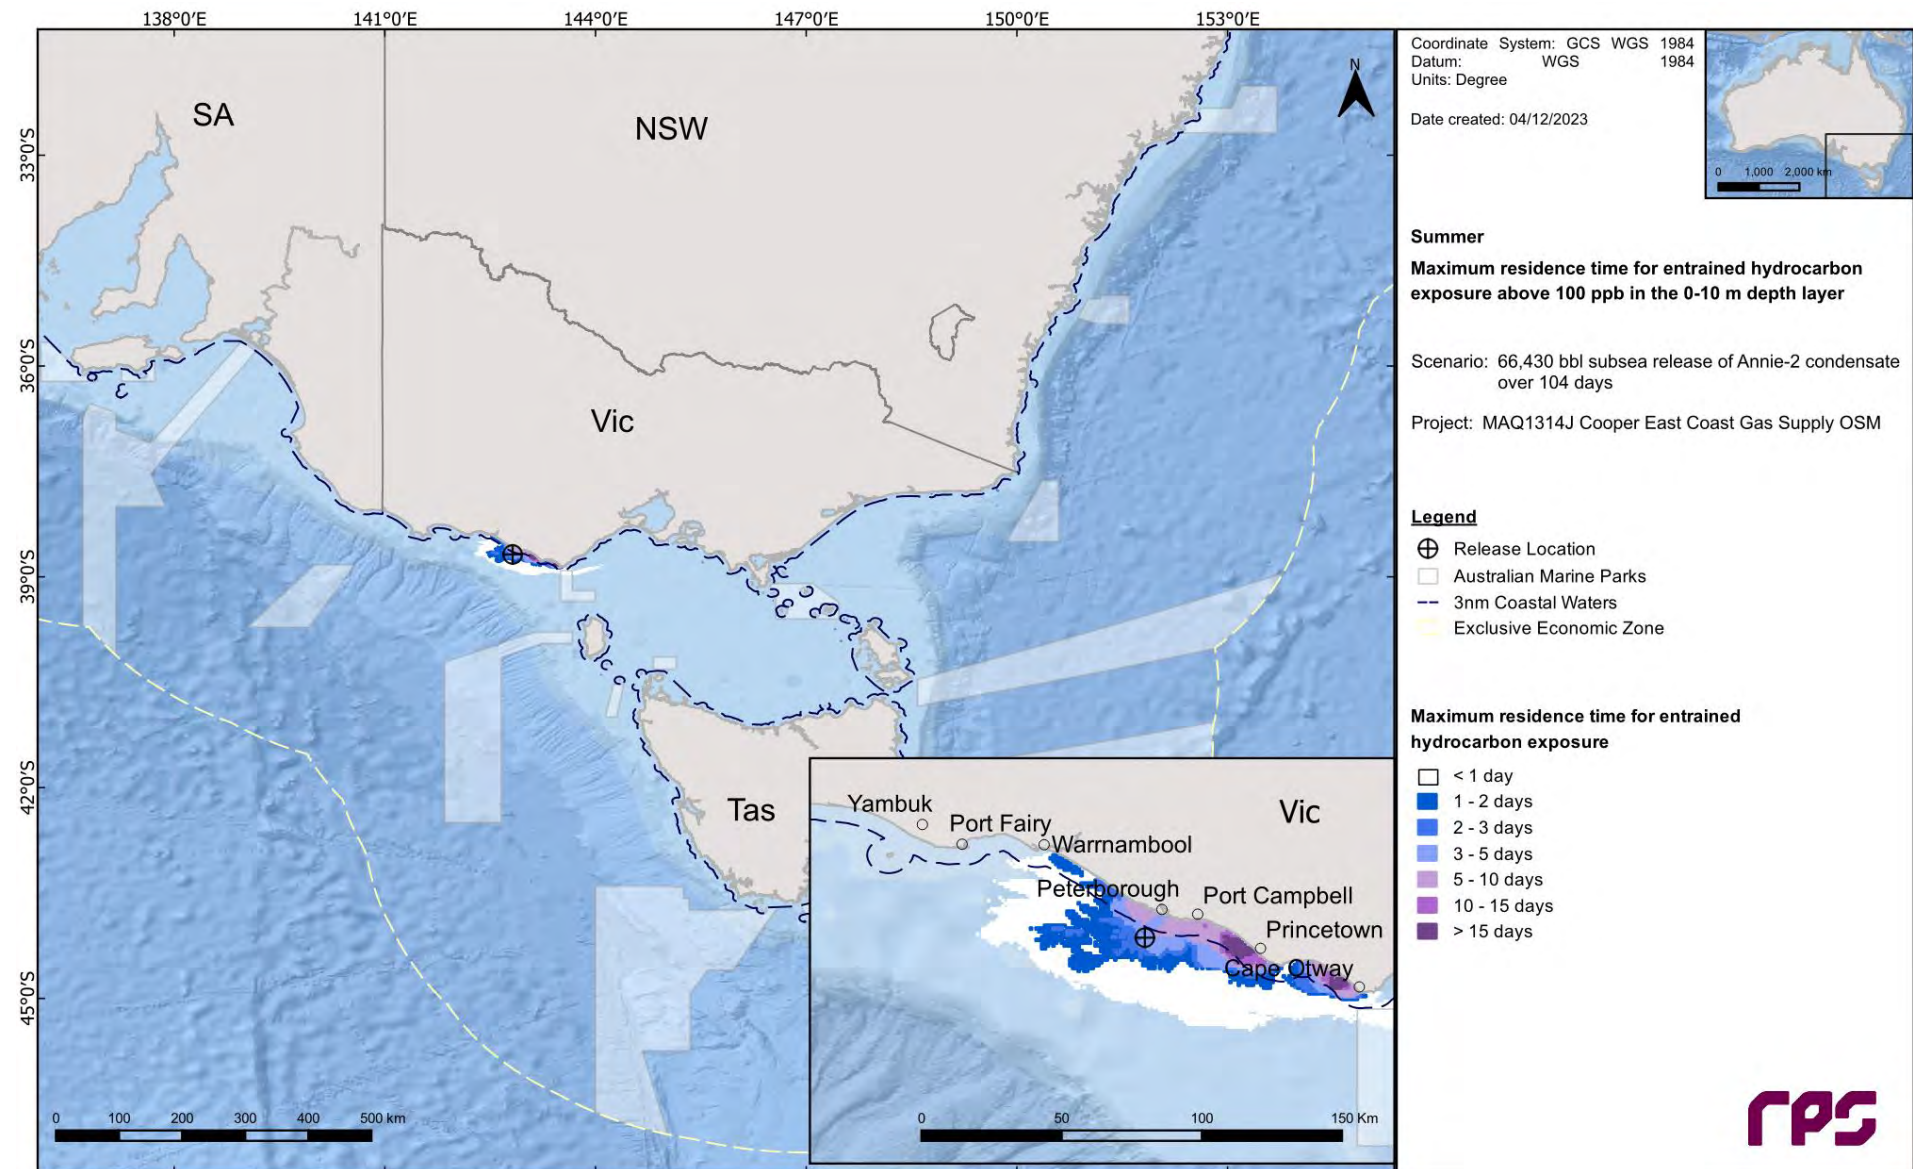 138°0'E 141°0'E 144°0'E 147°0'E 150°0'E 153°0'E
33°0'S
36°0'S
39°0'S
42°0'S
45°0'S
SA
NSW
Vic
Tas
N
0 100 200 300 400 500 km
Yambuk
Port Fairy
Warrnambool
Vic
Peterborough
Port Campbell
Princetown
Cape Otway
0 50 100 150 Km
Coordinate System: GCS WGS 1984
Datum: WGS 1984
Units: Degree
Date created: 04/12/2023
0 1,000 2,000 km
Summer
Maximum residence time for entrained hydrocarbon
exposure above 100 ppb in the 0-10 m depth layer
Scenario: 66,430 bbl subsea release of Annie-2 condensate
over 104 days
Project: MAQ1314J Cooper East Coast Gas Supply OSM
Legend
Release Location
Australian Marine Parks
3nm Coastal Waters
Exclusive Economic Zone
Maximum residence time for entrained
hydrocarbon exposure
< 1 day
1 - 2 days
2 - 3 days
3 - 5 days
5 - 10 days
10 - 15 days
> 15 days
rps